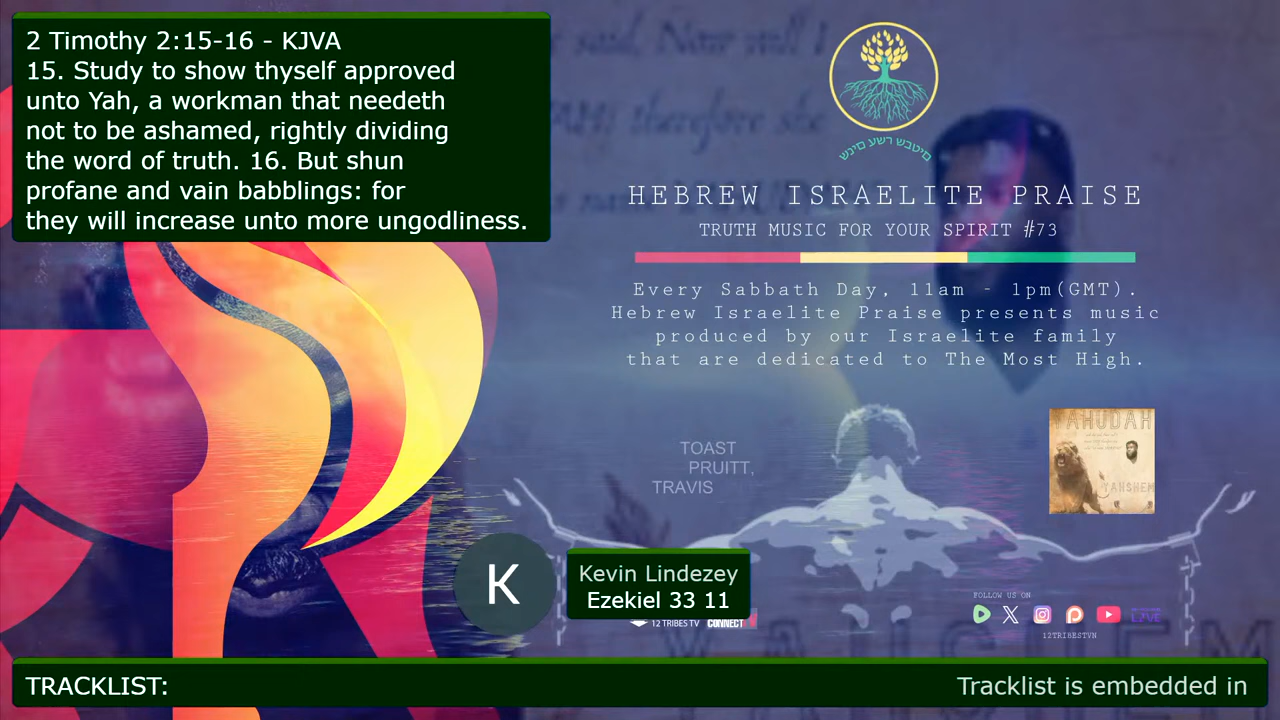 2 Timothy 2:15-16 - KJVA
15. Study to show thyself approved
unto Yah, a workman that needeth
not to be ashamed, rightly dividing
the word of truth. 16. But shun
profane and vain babblings: for
they will increase unto more ungodliness.
שנים עשר שבטים
HEBREW ISRAELITE PRAISE
TRUTH MUSIC FOR YOUR SPIRIT #73
Every Sabbath Day, 11am - 1pm(GMT).
Hebrew Israelite Praise presents music
produced by our Israelite family
that are dedicated to The Most High.
TOAST
PRUITT,
TRAVIS
YAHUDAH
YAHSHEM
K
Kevin Lindezey
Ezekiel 33 11
12 TRIBES TV CONNECT
FOLLOW US ON
LIVE
12TRIBESTVN
TRACKLIST:
Tracklist is embedded in